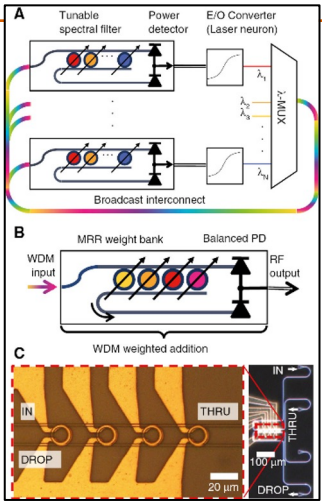 A
Tunable
spectral filter
Power
detector
E/O Converter
(Laser neuron)
λ1
λ2
λ3
λN
λ-MUX
Broadcast interconnect
B
MRR weight bank
Balanced PD
WDM
input
RF
output
WDM weighted addition
C
IN
THRU
DROP
20 μm
IN
THRU
100 μm
DROP